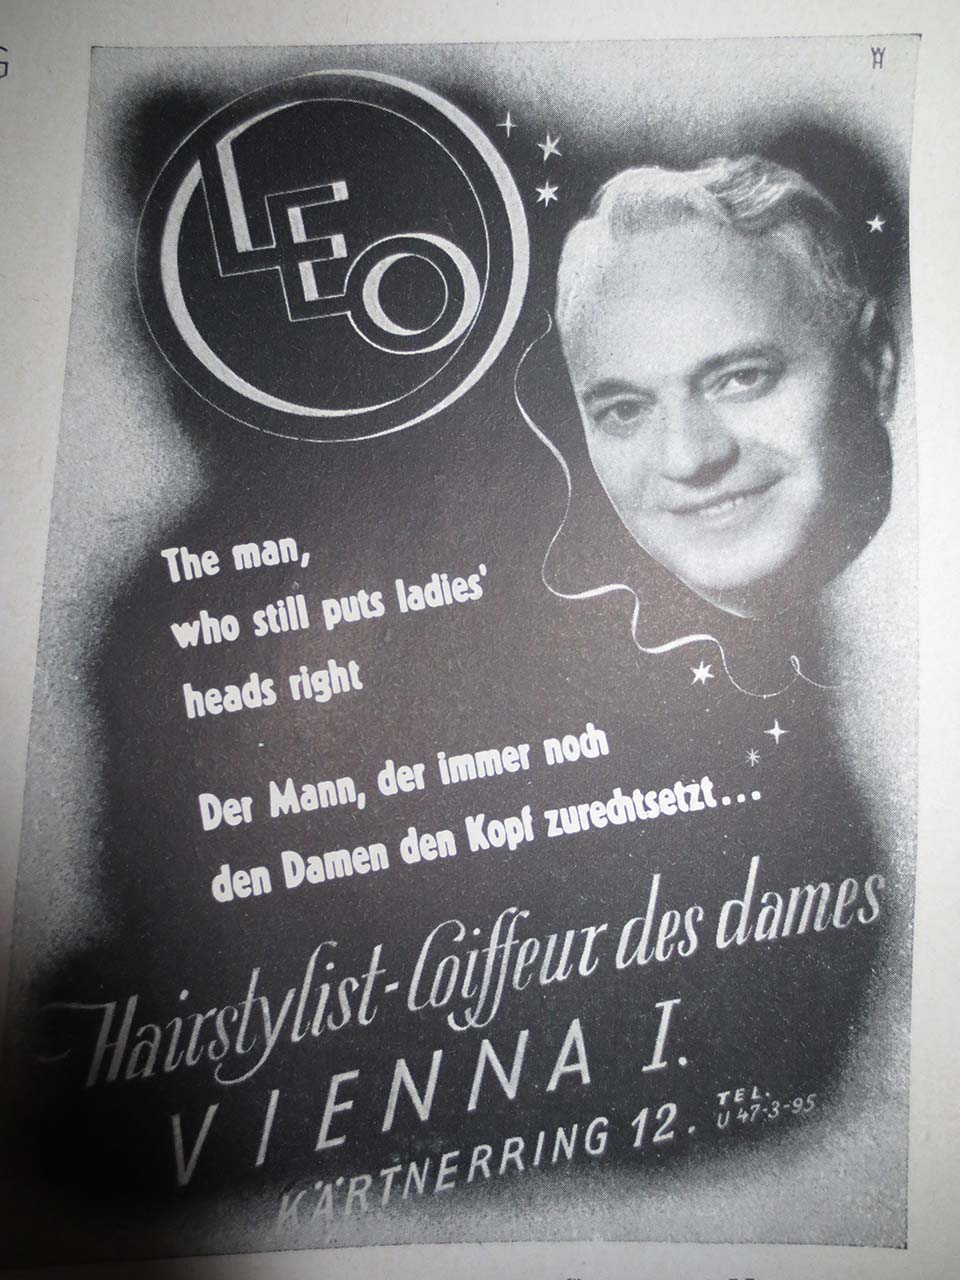 G
WA
LEO
The man,
who still puts ladies'
heads right
Der Mann, der immer noch
den Damen den Kopf zurechtsetzt...
Hairstylist-Coiffeur des dames
VIENNA I.
KÄRTNERRING 12. TEL.
U 47-3-95